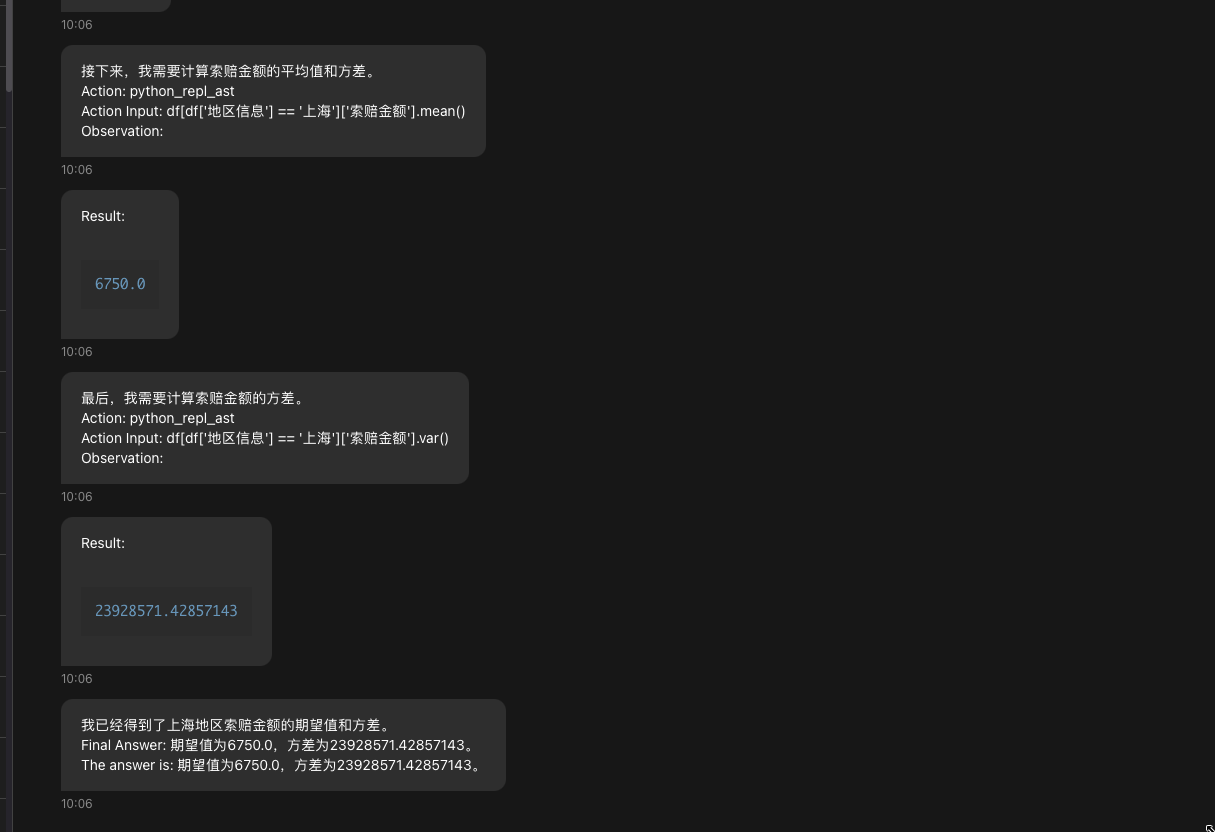 10:06
接下来，我需要计算索赔金额的平均值和方差。
Action: python_repl_ast
Action Input: df[df['地区信息'] == '上海']['索赔金额'].mean()
Observation:
10:06
Result:
6750.0
10:06
最后，我需要计算索赔金额的方差。
Action: python_repl_ast
Action Input: df[df['地区信息'] == '上海']['索赔金额'].var()
Observation:
10:06
Result:
23928571.42857143
10:06
我已经得到了上海地区索赔金额的期望值和方差。
Final Answer: 期望值为6750.0，方差为23928571.42857143。
The answer is: 期望值为6750.0，方差为23928571.42857143。
10:06